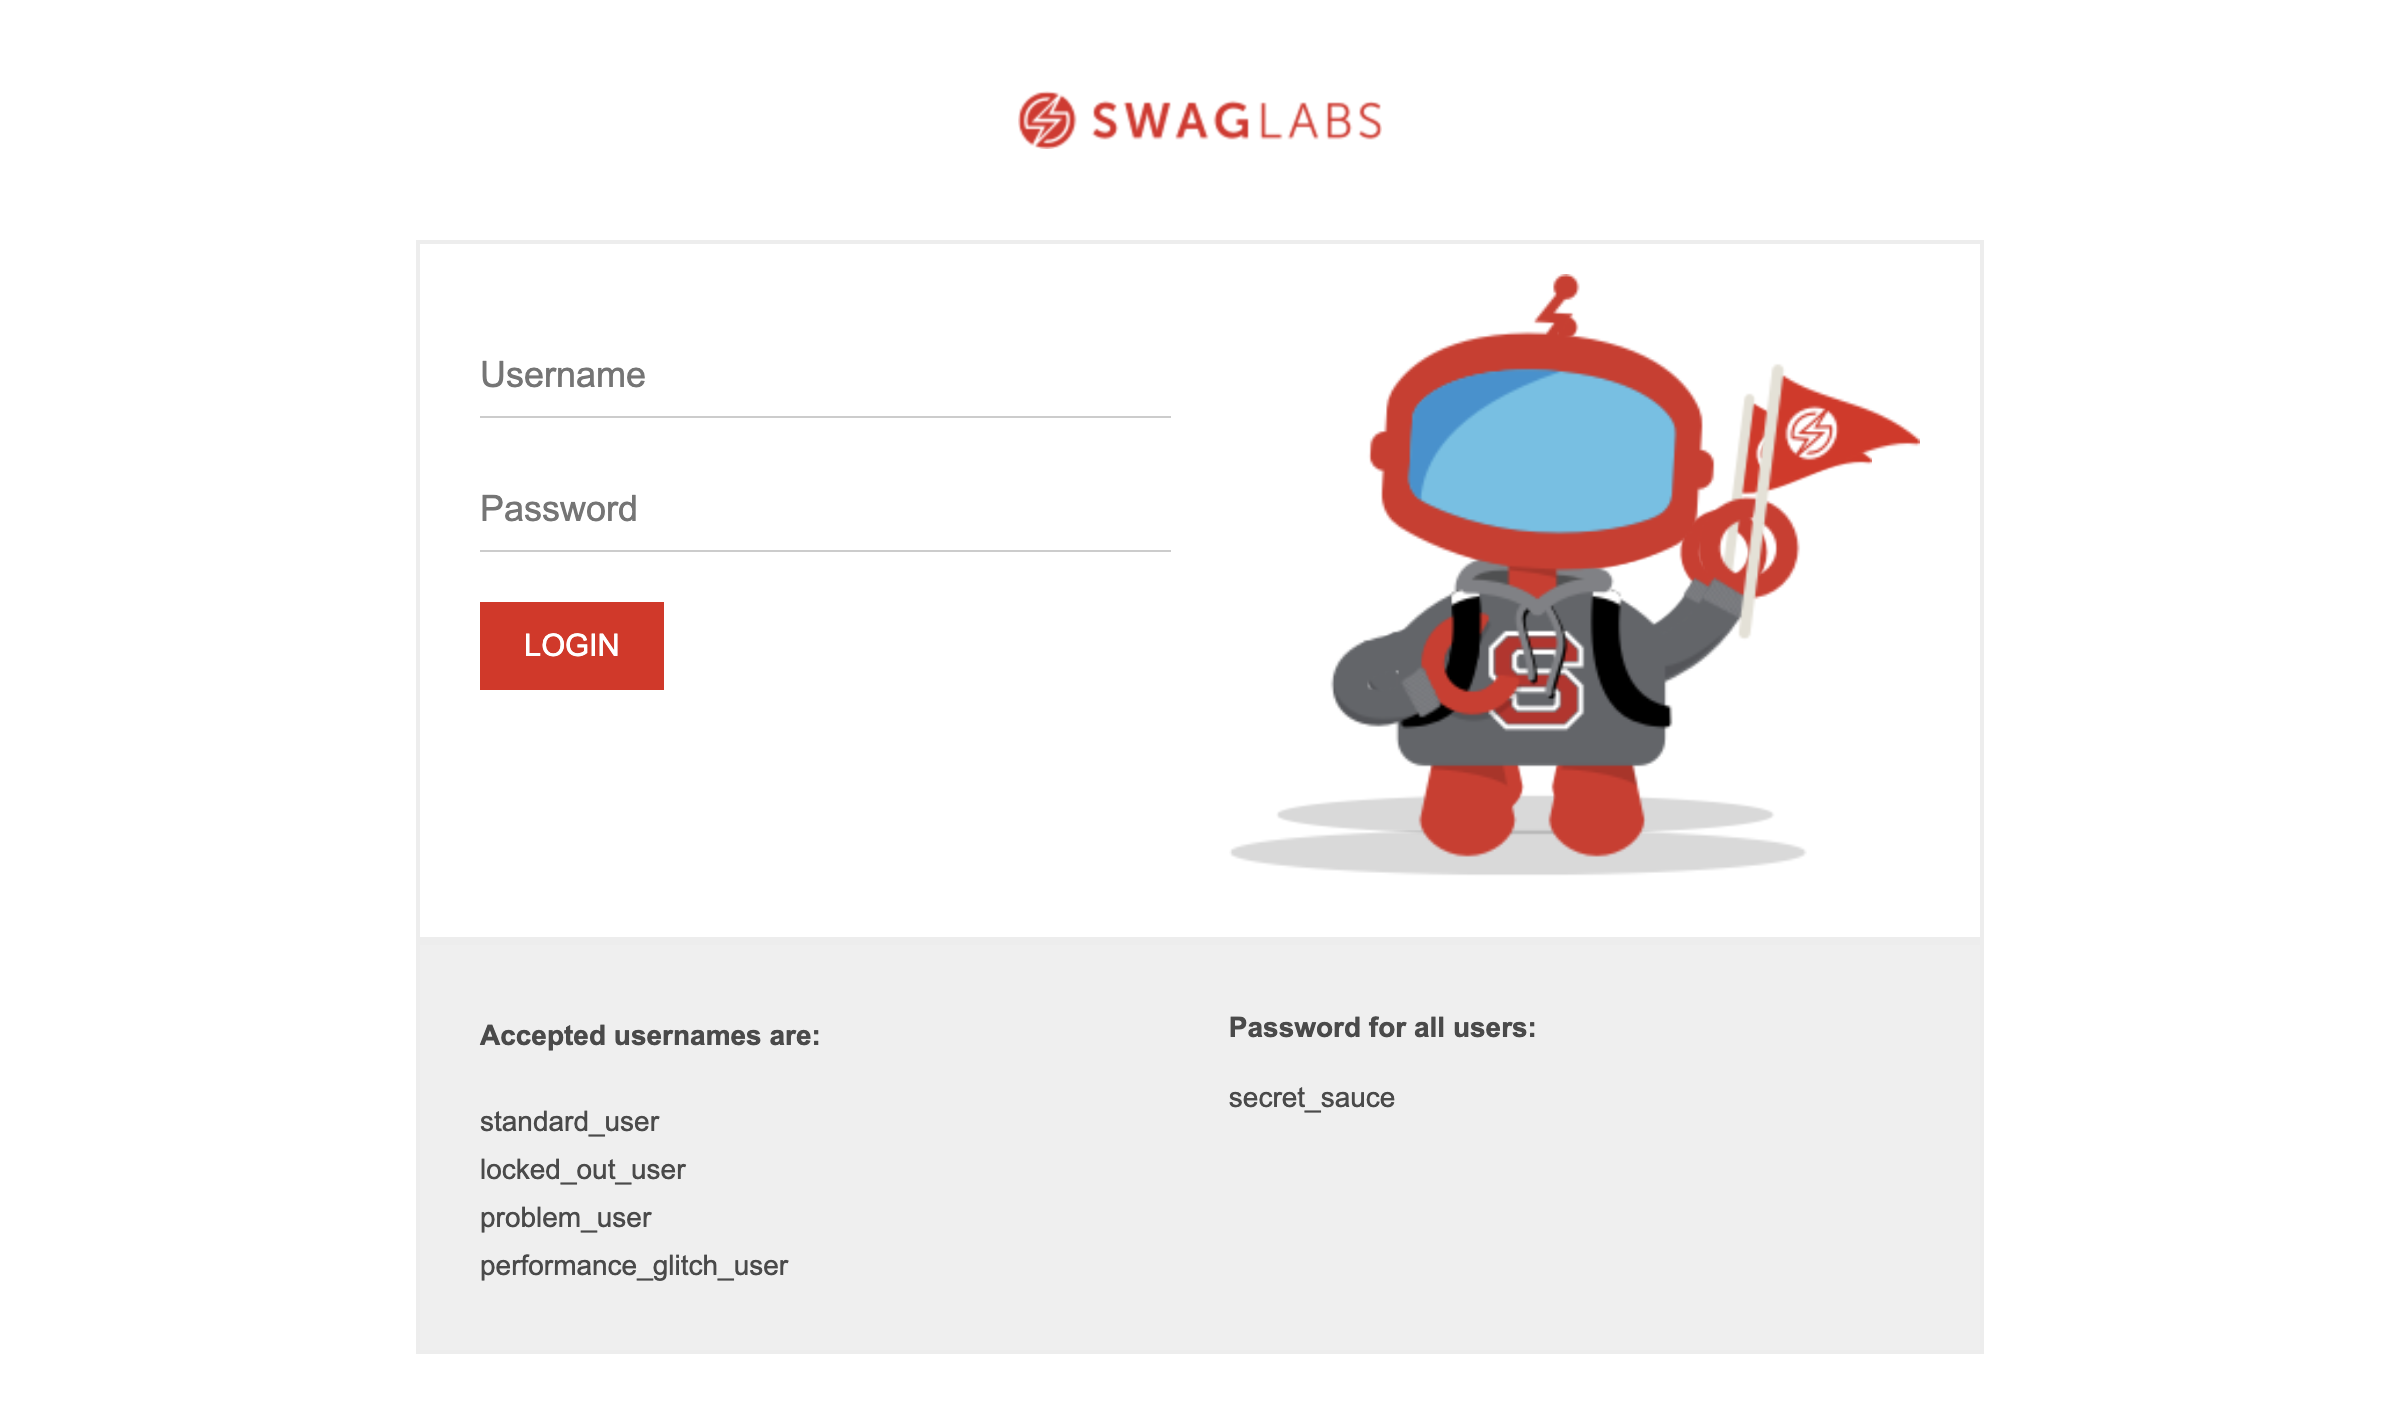 SWAGLABS
Username
Password
LOGIN
S
Accepted usernames are:
standard_user
locked_out_user
problem_user
performance_glitch_user
Password for all users:
secret_sauce